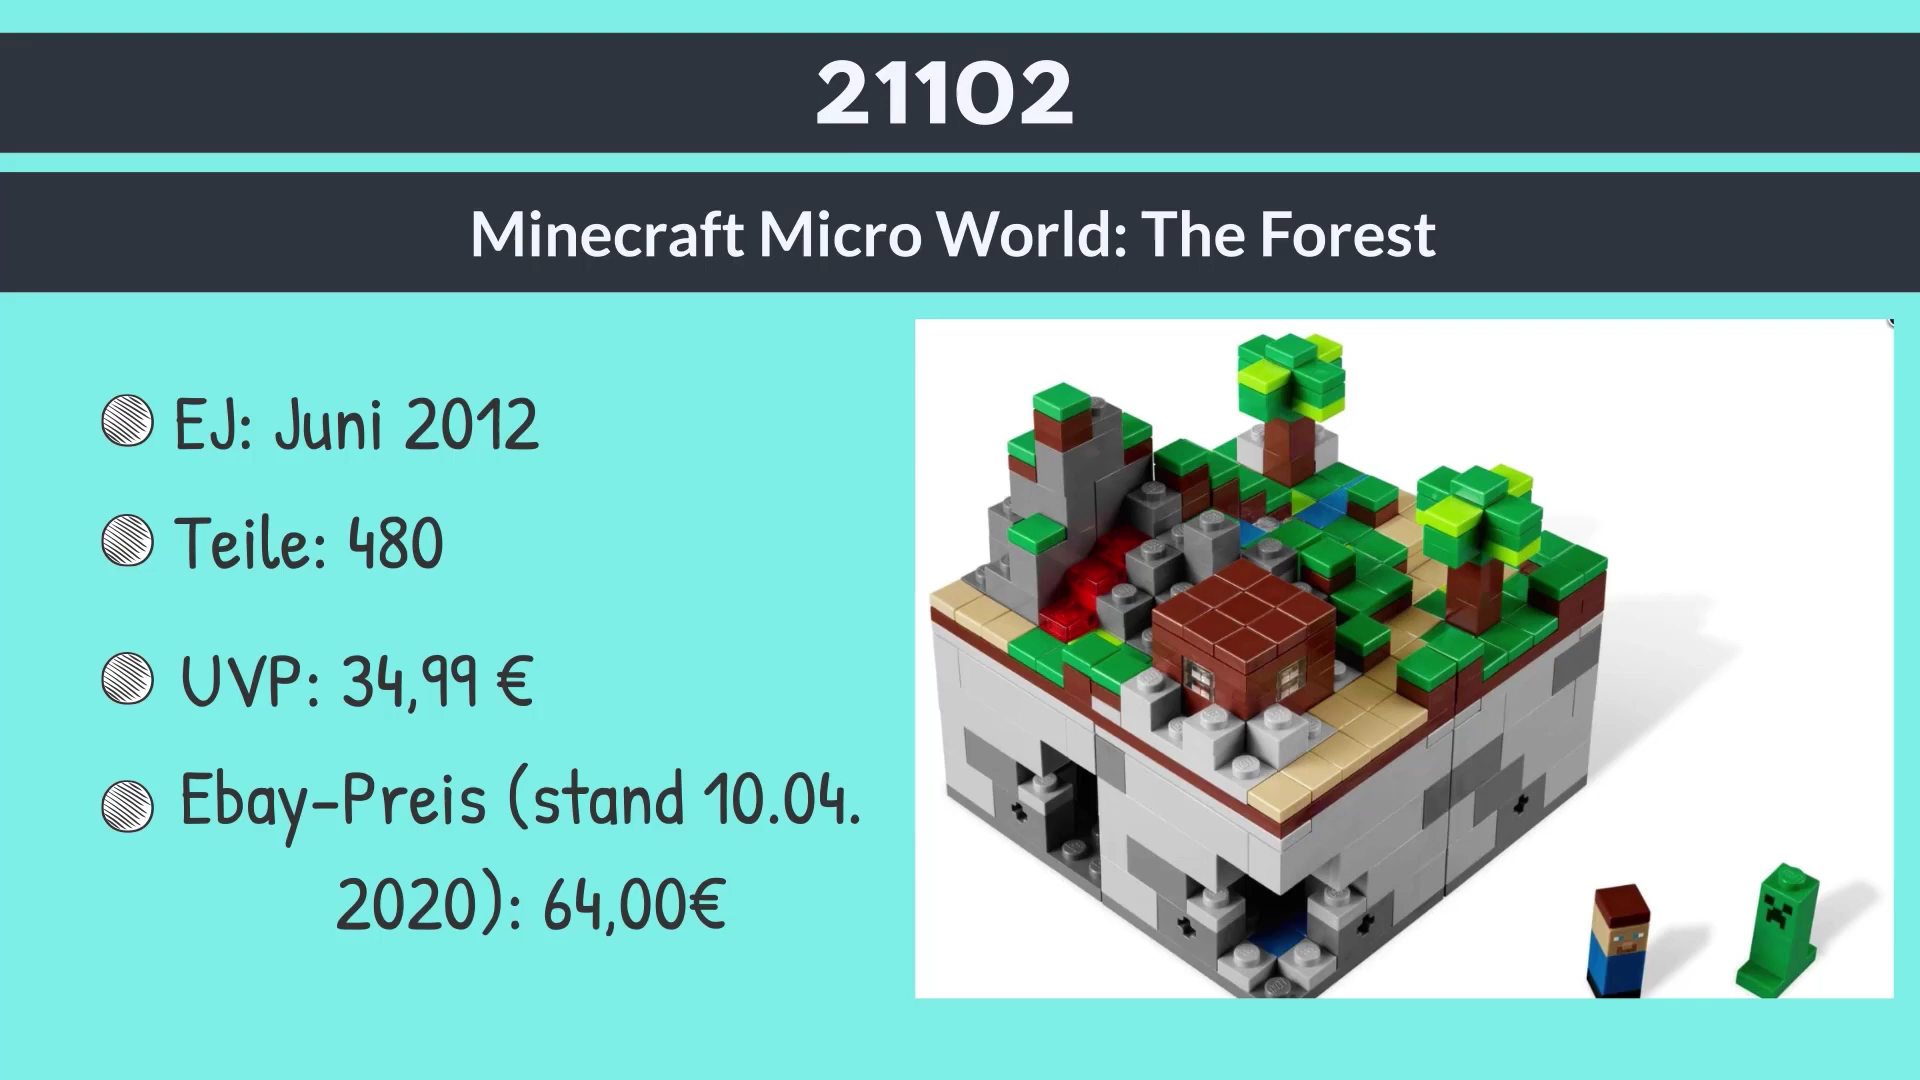 21102
Minecraft Micro World: The Forest
EJ: Juni 2012
Teile: 480
UVP: 34,99 €
Ebay-Preis (stand 10.04.
2020): 64,00€